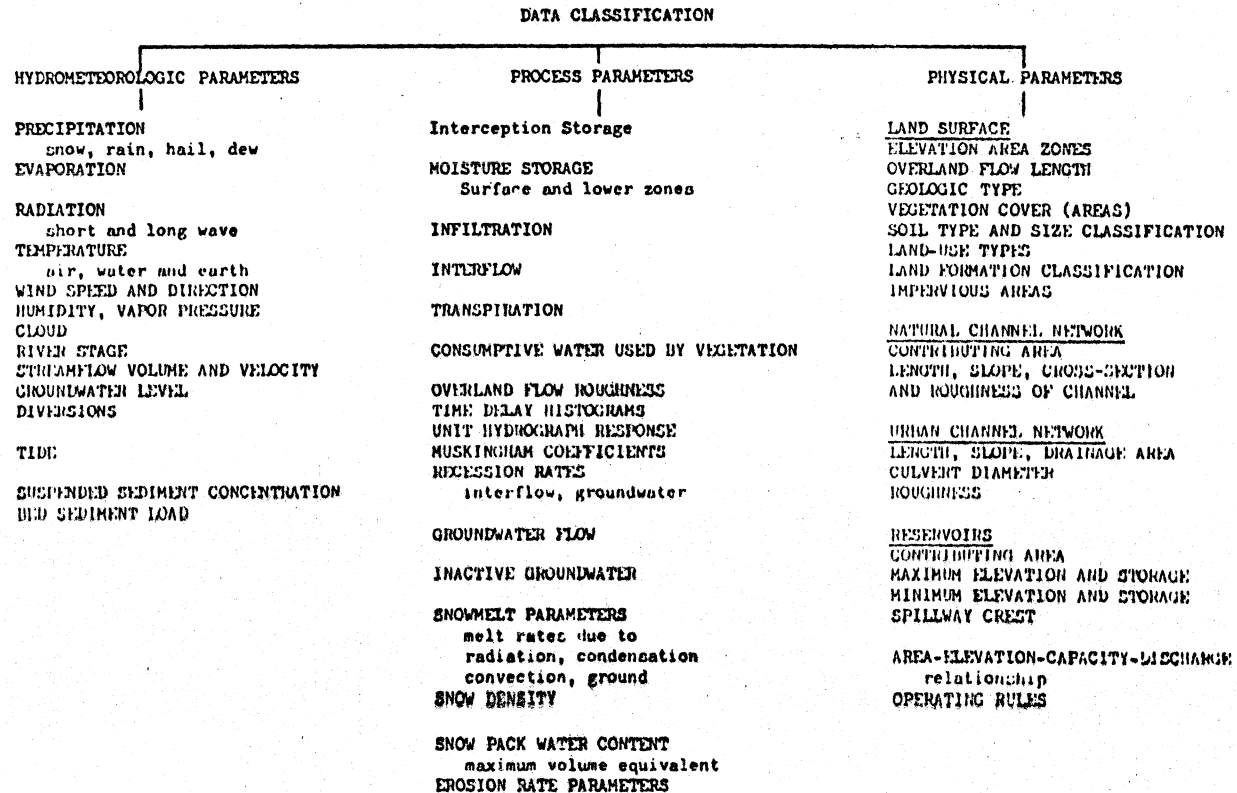 DATA CLASSIFICATION
HYDROMETEOROLOGIC PARAMETERS
PRECIPITATION
snow, rain, hail, dew
EVAPORATION
RADIATION
short and long wave
TEMPERATURE
air, water and earth
WIND SPEED AND DIRECTION
HUMIDITY, VAPOR PRESSURE
CLOUD
RIVER STAGE
STREAMFLOW VOLUME AND VELOCITY
GROUNDWATER LEVEL
DIVERSIONS
TIDE
SUSPENDED SEDIMENT CONCENTRATION
BED SEDIMENT LOAD
PROCESS PARAMETERS
Interception Storage
MOISTURE STORAGE
Surface and lower zones
INFILTRATION
INTERFLOW
TRANSPIRATION
CONSUMPTIVE WATER USED BY VEGETATION
OVERLAND FLOW ROUGHNESS
TIME DELAY HISTOGRAMS
UNIT HYDROGRAPH RESPONSE
MUSKINGHAM COEFFICIENTS
RECESSION RATES
interflow, groundwater
GROUNDWATER FLOW
INACTIVE GROUNDWATER
SNOWMELT PARAMETERS
melt rates due to
radiation, condensation
convection, ground
SNOW DENSITY
SNOW PACK WATER CONTENT
maximum volume equivalent
EROSION RATE PARAMETERS
PHYSICAL PARAMETERS
LAND SURFACE
ELEVATION AREA ZONES
OVERLAND FLOW LENGTH
GEOLOGIC TYPE
VEGETATION COVER (AREAS)
SOIL TYPE AND SIZE CLASSIFICATION
LAND-USE TYPES
LAND FORMATION CLASSIFICATION
IMPERVIOUS AREAS
NATURAL CHANNEL NETWORK
CONTRIBUTING AREA
LENGTH, SLOPE, CROSS-SECTION
AND ROUGHNESS OF CHANNEL
URBAN CHANNEL NETWORK
LENGTH, SLOPE, DRAINAGE AREA
CULVERT DIAMETER
ROUGHNESS
RESERVOIRS
CONTRIBUTING AREA
MAXIMUM ELEVATION AND STORAGE
MINIMUM ELEVATION AND STORAGE
SPILLWAY CREST
AREA-ELEVATION-CAPACITY-DISCHARGE
relationship
OPERATING RULES